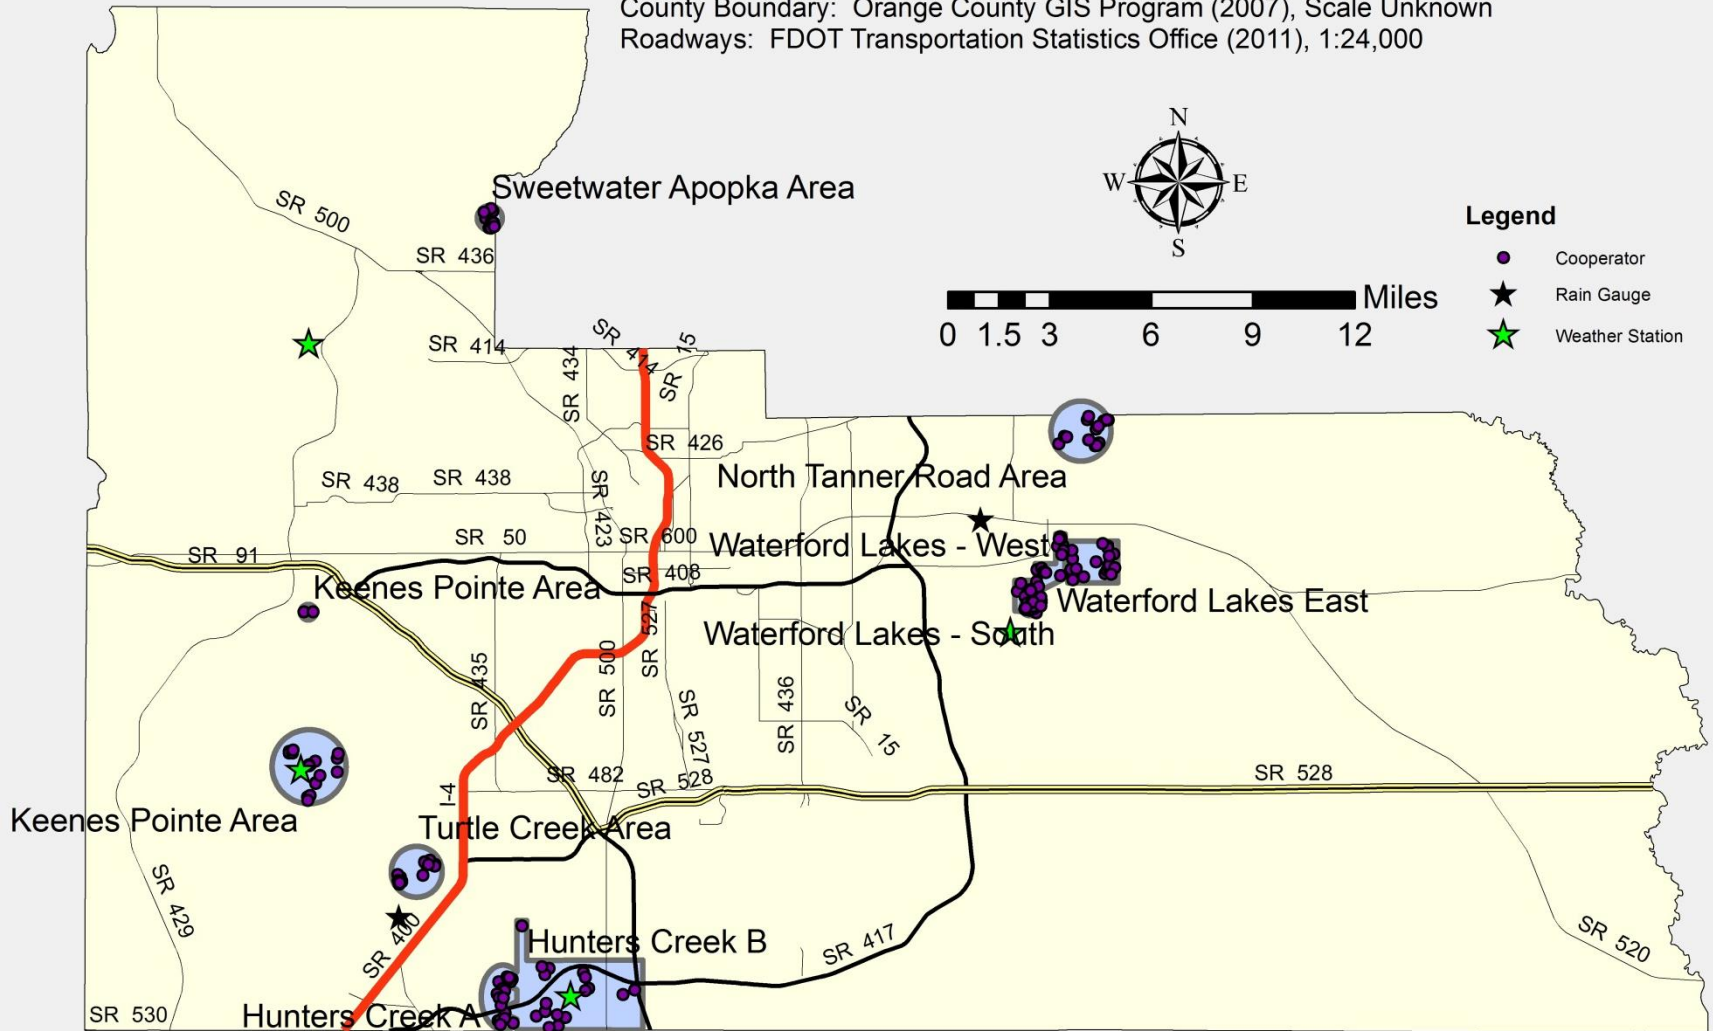 County Boundary: Orange County GIS Program (2007), Scale Unknown
Roadways: FDOT Transportation Statistics Office (2011), 1:24,000
N
W
E
S
Legend
Cooperator
Rain Gauge
Weather Station
Miles
0 1.5 3 6 9 12
Sweetwater Apopka Area
SR 500
SR 436
SR 414
SR 434
SR 414
SR 15
SR 426
North Tanner Road Area
SR 438
SR 438
SR 423
SR 50
SR 600
Waterford Lakes - West
SR 91
SR 408
Keenes Pointe Area
Waterford Lakes East
Waterford Lakes - South
SR 527
SR 500
SR 435
SR 436
SR 15
SR 527
SR 482
SR 528
SR 528
I-4
Keenes Pointe Area
Turtle Creek Area
SR 429
SR 400
Hunters Creek B
SR 417
SR 520
SR 530
Hunters Creek A